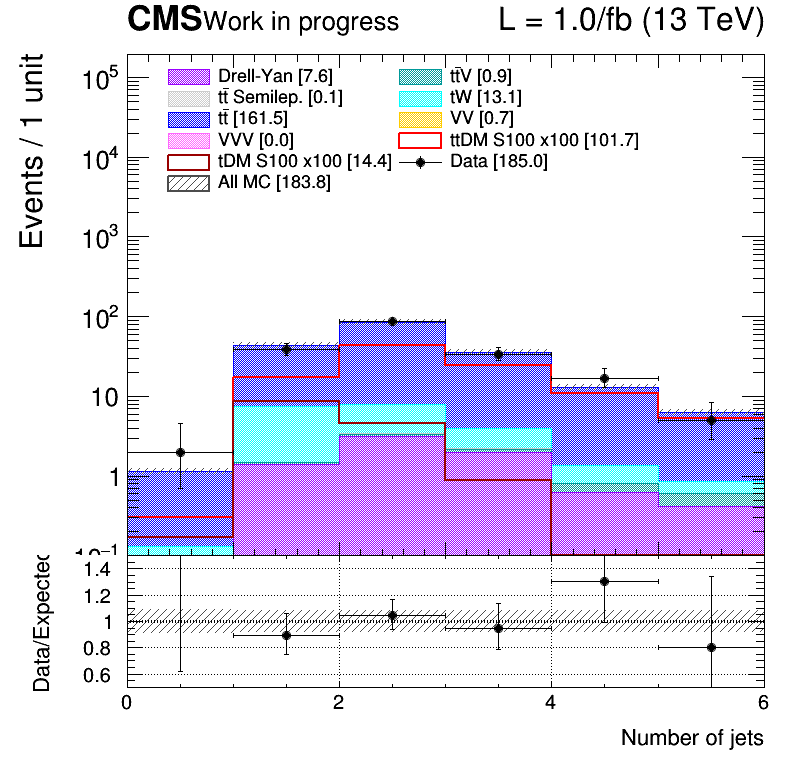 CMS Work in progress L = 1.0/fb (13 TeV)
Events / 1 unit
10⁵
10⁴
10³
10²
10
1
10⁻¹
Drell-Yan [7.6] tt̄V [0.9]
tt̄ Semilep. [0.1] tW [13.1]
tt̄ [161.5] VV [0.7]
VVV [0.0] ttDM S100 x100 [101.7]
tDM S100 x100 [14.4] Data [185.0]
All MC [183.8]
Data/Expected
1.4
1.2
1
0.8
0.6
0 2 4 6
Number of jets